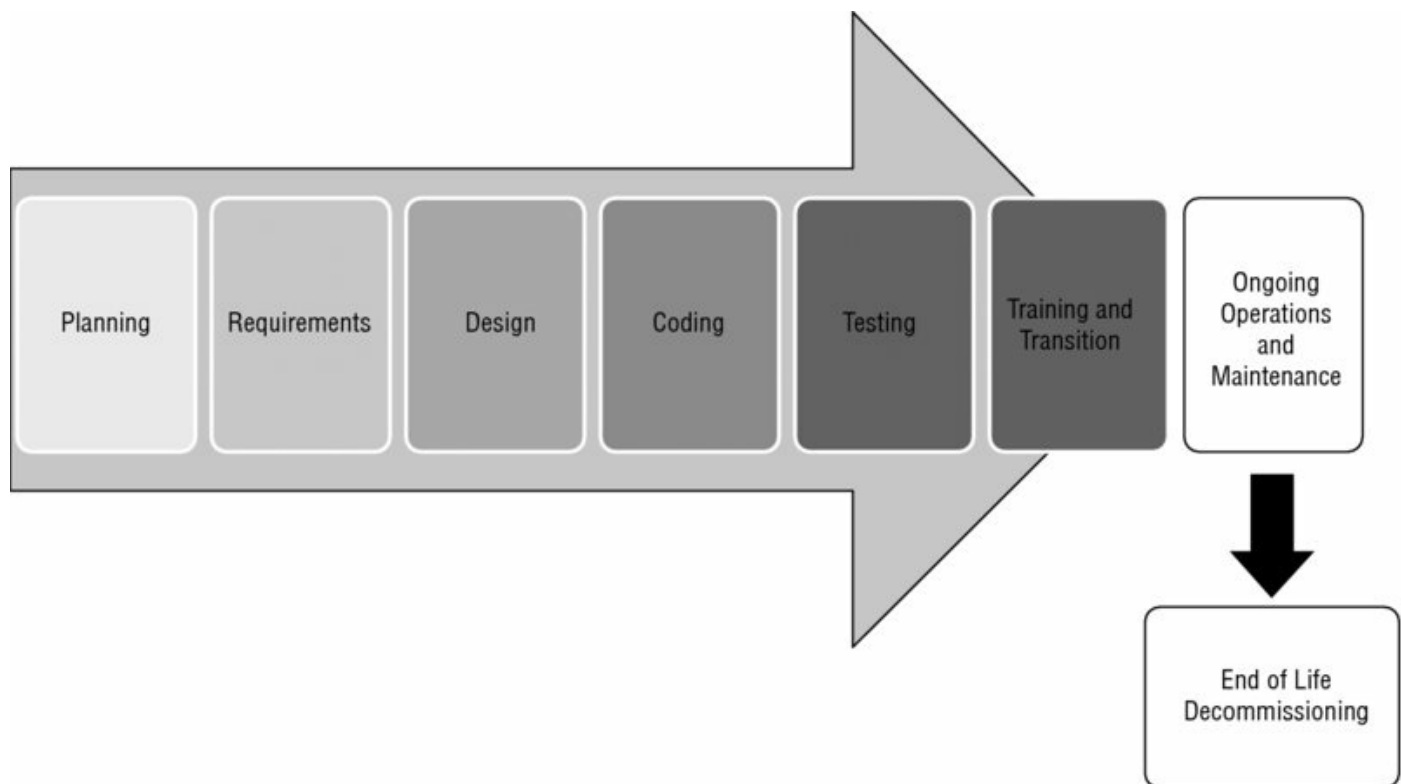 Planning
Requirements
Design
Coding
Testing
Training and
Transition
Ongoing
Operations
and
Maintenance
End of Life
Decommissioning